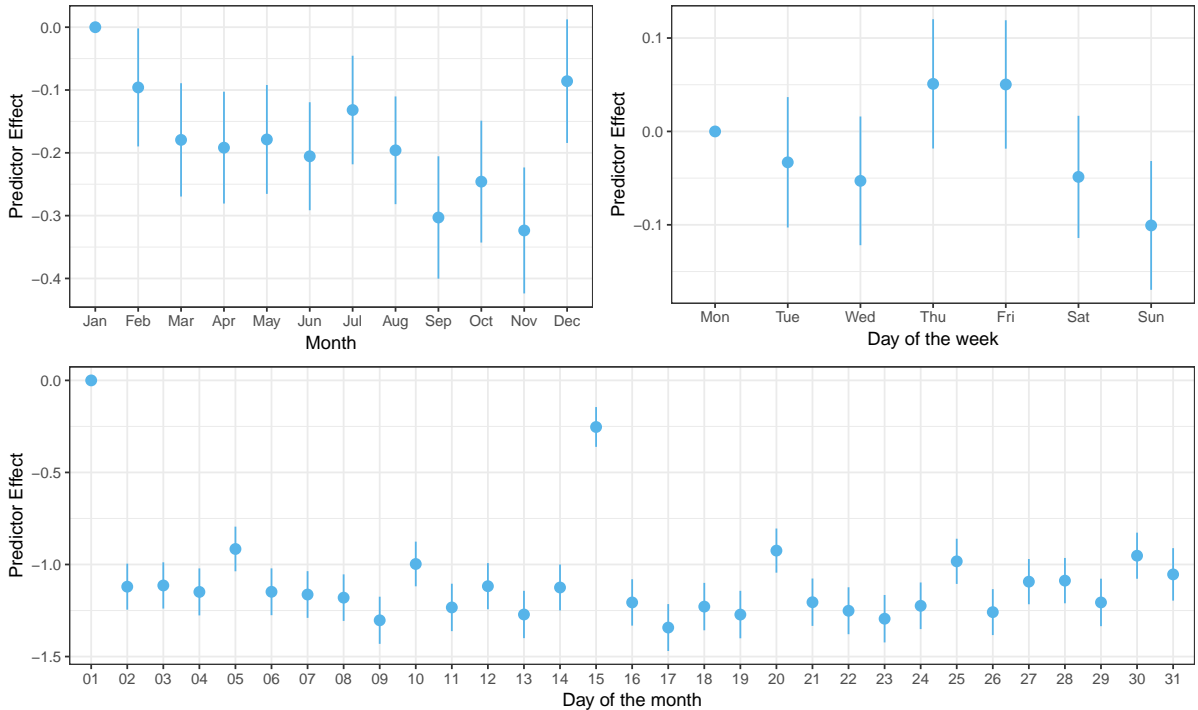 0.0
−0.1
−0.2
−0.3
−0.4
Predictor Effect
Jan Feb Mar Apr May Jun Jul Aug Sep Oct Nov Dec
Month
0.1
0.0
−0.1
Predictor Effect
Mon Tue Wed Thu Fri Sat Sun
Day of the week
0.0
−0.5
−1.0
−1.5
Predictor Effect
01 02 03 04 05 06 07 08 09 10 11 12 13 14 15 16 17 18 19 20 21 22 23 24 25 26 27 28 29 30 31
Day of the month